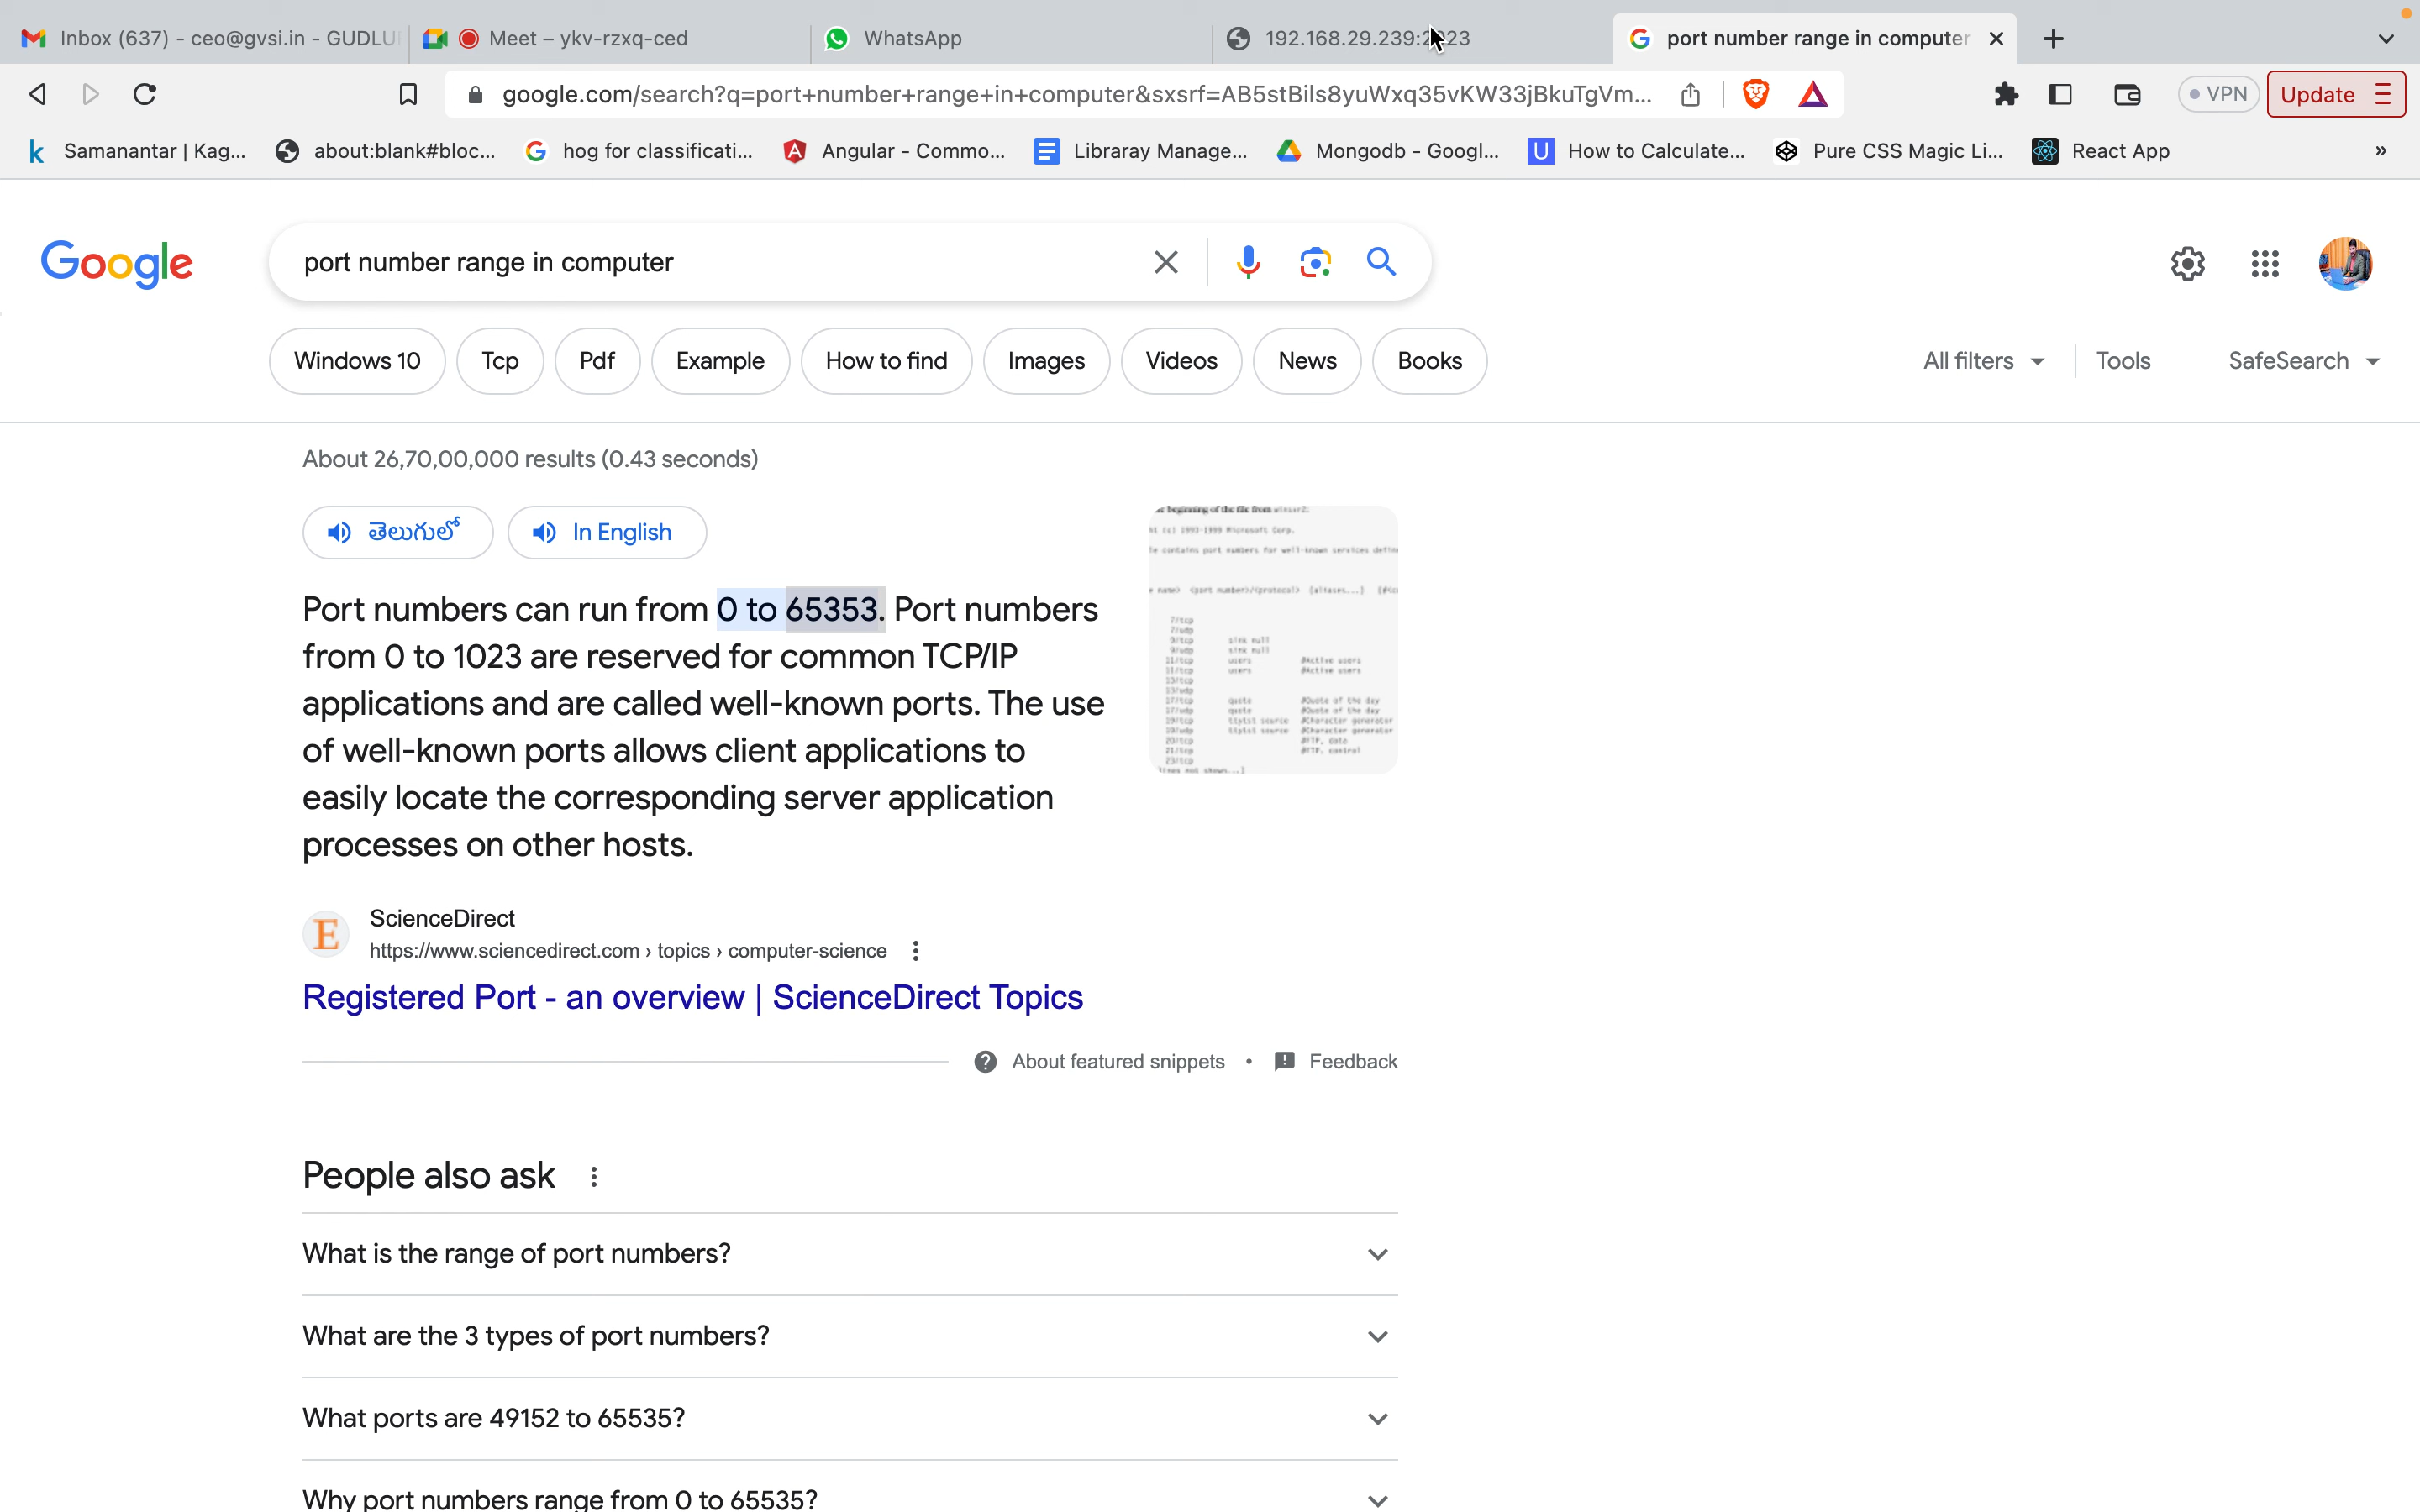 Inbox (637) - ceo@gvsi.in - GUDLU
Meet – ykv-rzxq-ced
WhatsApp
192.168.29.239:2023
port number range in computer
google.com/search?q=port+number+range+in+computer&sxsrf=AB5stBils8yuWxq35vKW33jBkuTgVm...
VPN
Update
Samanantar | Kag...
about:blank#bloc...
hog for classificati...
Angular - Commo...
Libraray Manage...
Mongodb - Googl...
How to Calculate...
Pure CSS Magic Li...
React App
»
Google
port number range in computer
Windows 10
Tcp
Pdf
Example
How to find
Images
Videos
News
Books
All filters
Tools
SafeSearch
About 26,70,00,000 results (0.43 seconds)
తెలుగులో
In English
Port numbers can run from 0 to 65353. Port numbers
from 0 to 1023 are reserved for common TCP/IP
applications and are called well-known ports. The use
of well-known ports allows client applications to
easily locate the corresponding server application
processes on other hosts.
ScienceDirect
https://www.sciencedirect.com › topics › computer-science
Registered Port - an overview | ScienceDirect Topics
About featured snippets • Feedback
People also ask
What is the range of port numbers?
What are the 3 types of port numbers?
What ports are 49152 to 65535?
Why port numbers range from 0 to 65535?